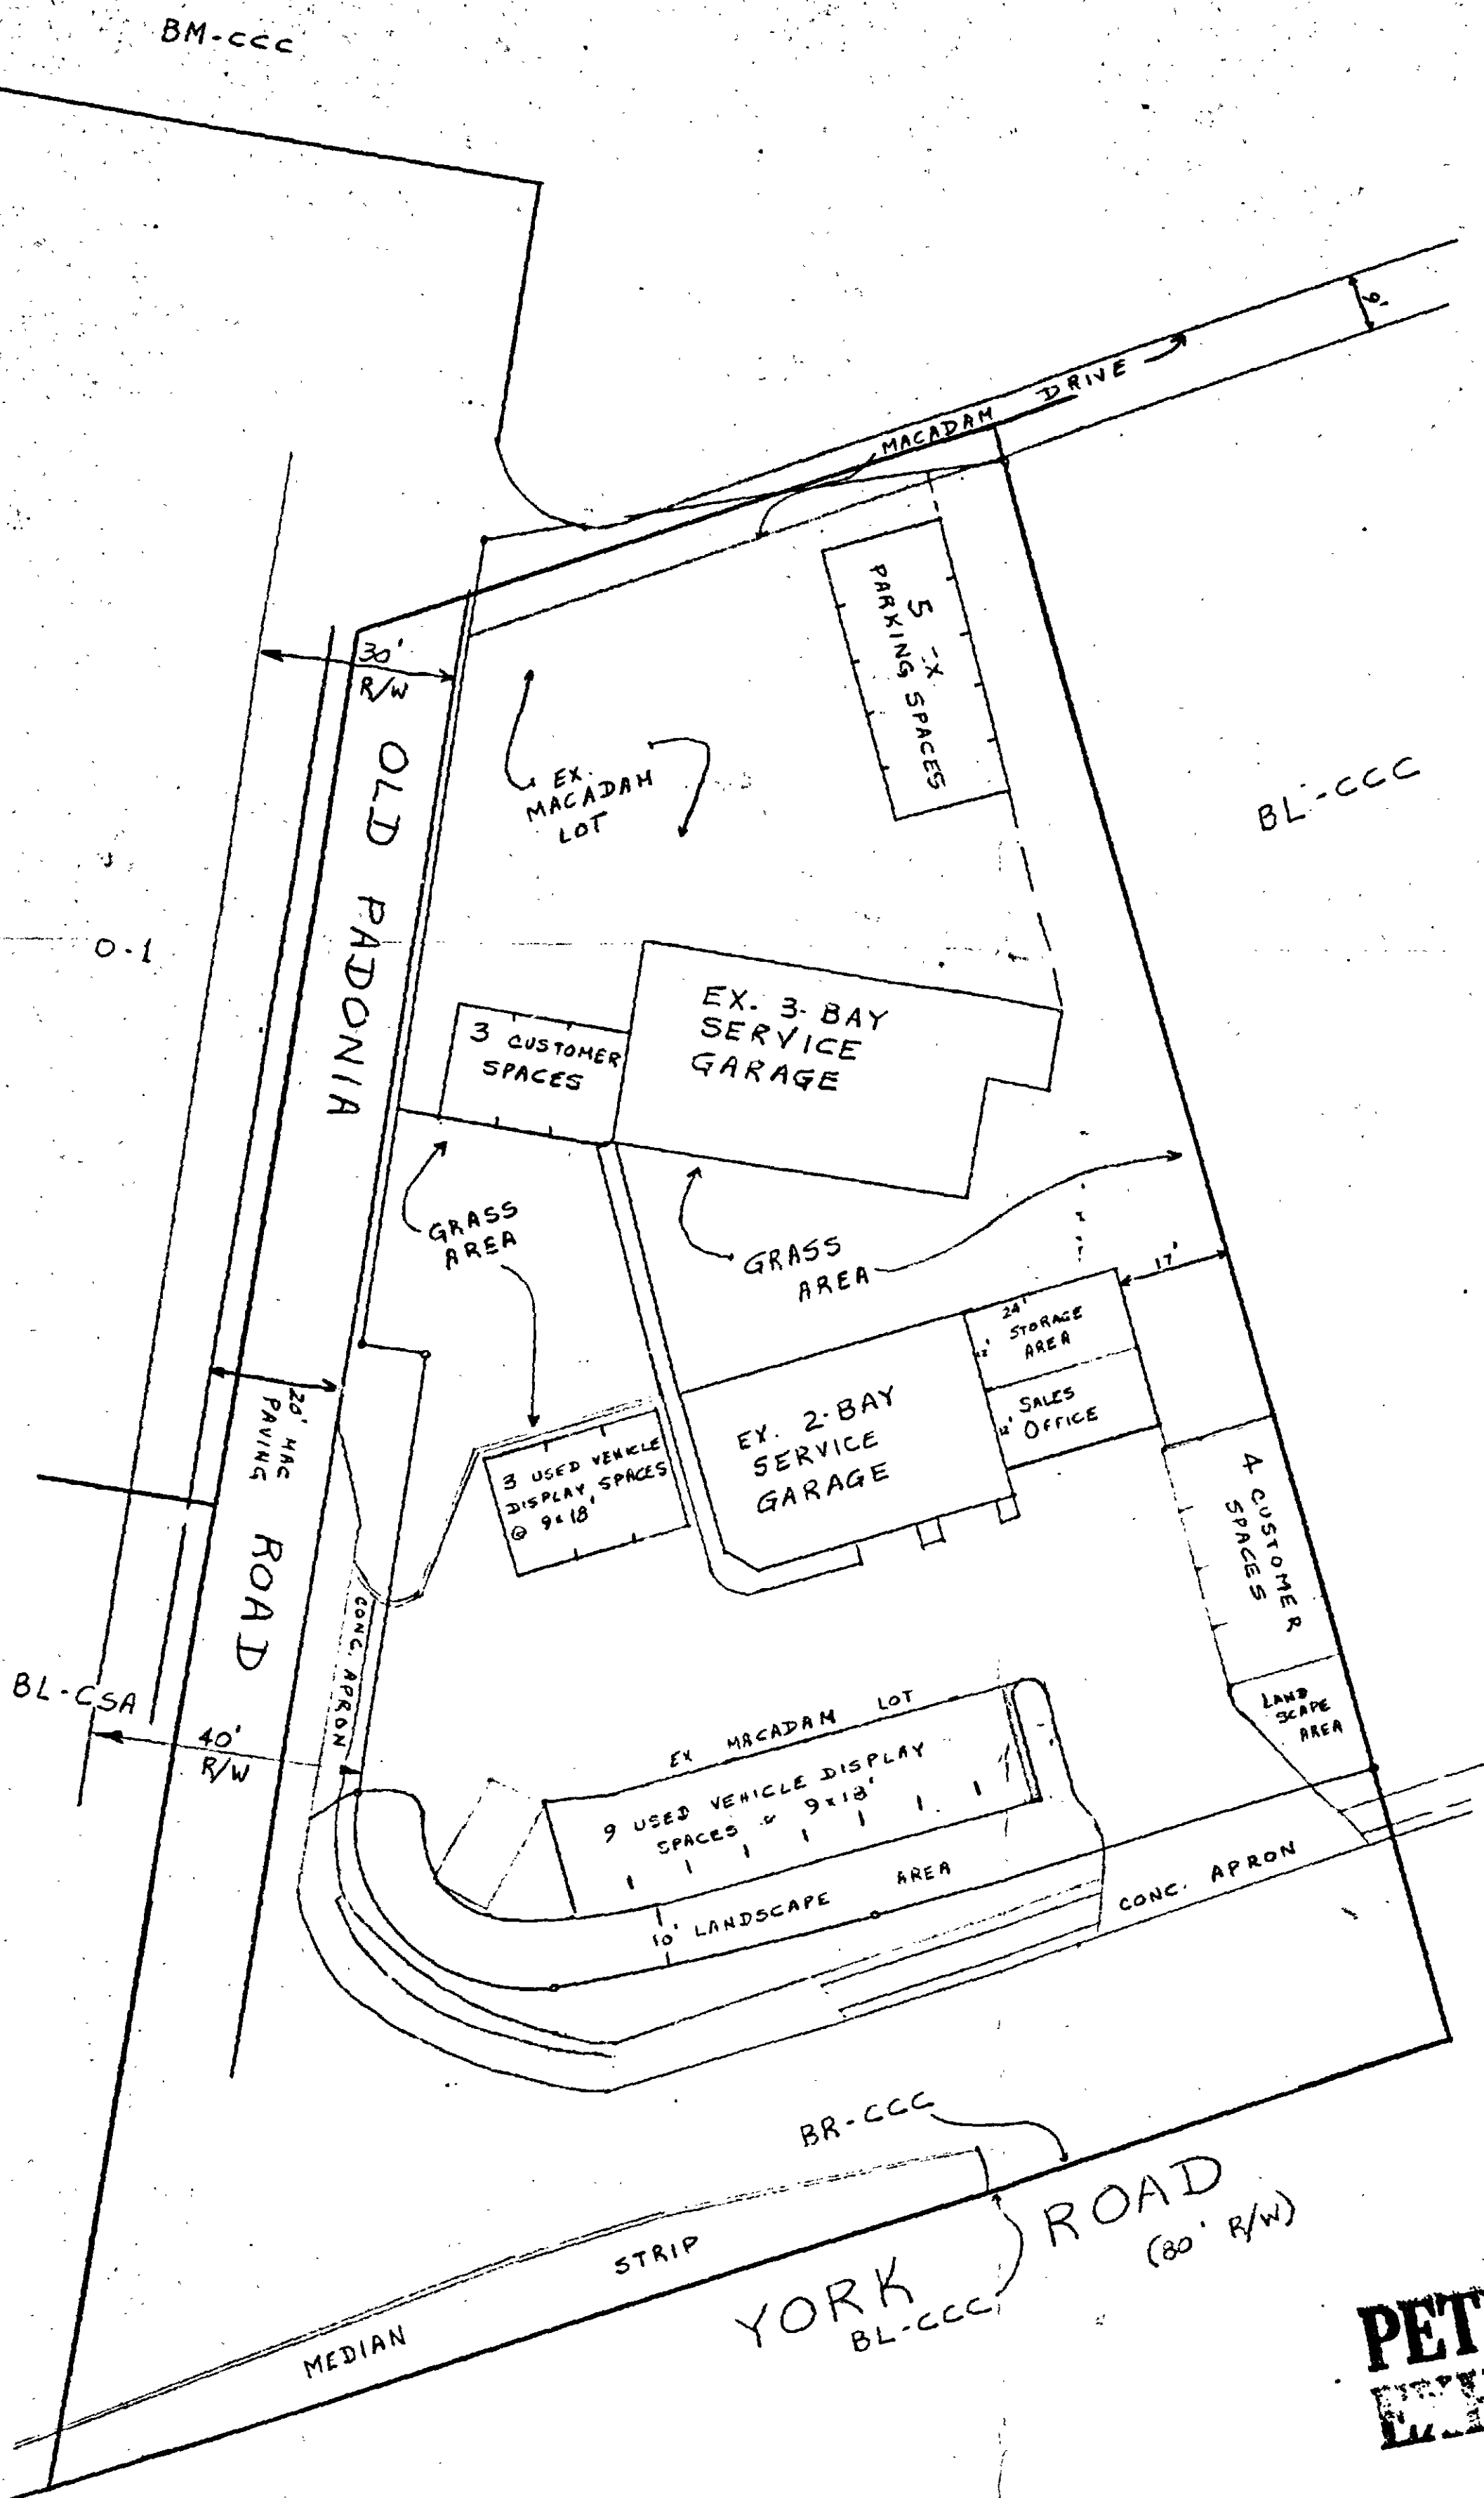 BM-CCC
9'
MACADAM DRIVE
5 EX
PARKING SPACES
30'
R/W
OLD PADONIA ROAD
EX.
MACADAM
LOT
BL-CCC
O-1
EX. 3-BAY
SERVICE
GARAGE
3 CUSTOMER
SPACES
GRASS
AREA
GRASS
AREA
17'
24'
STORAGE
AREA
12'
SALES
OFFICE
12'
20' MAC
PAVING
EX. 2-BAY
SERVICE
GARAGE
3 USED VEHICLE
DISPLAY SPACES
@ 9x18'
4 CUSTOMER
SPACES
CONC. APRON
BL-CSA
40'
R/W
LAND
SCAPE
AREA
EX MACADAM LOT
9 USED VEHICLE DISPLAY
SPACES @ 9x18'
10' LANDSCAPE AREA
CONC. APRON
BR-CCC
MEDIAN STRIP
YORK ROAD
(80' R/W)
BL-CCC
PET